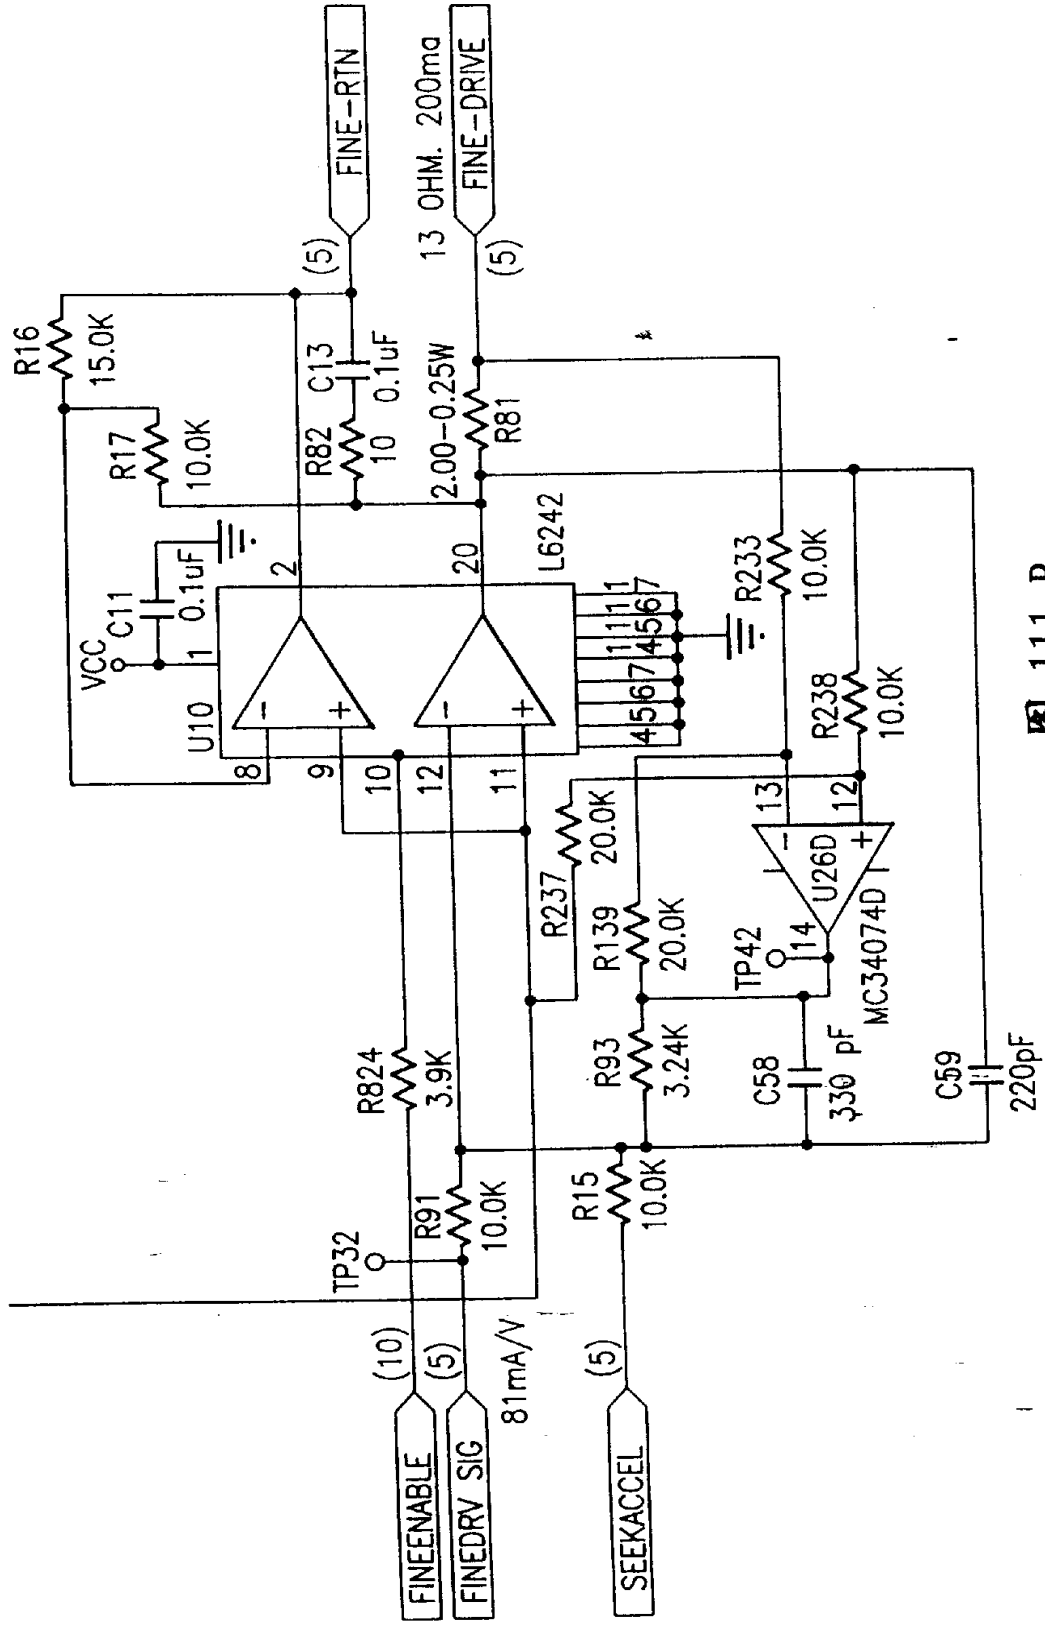 R16
15.0K
R17
10.0K
FINE-RTN
(5)
C13
0.1uF
R82
10
13 OHM. 200ma
FINE-DRIVE
(5)
2.00-0.25W
R81
VCC
C11
0.1uF
1
2
20
L6242
U10
8
9
10
12
11
-
+
-
+
4 5 6 7 14 15 16 17
R233
10.0K
R238
10.0K
R237
20.0K
R139
20.0K
13
12
-
+
U26D
14
MC34074D
TP42
R824
3.9K
R93
3.24K
C58
330 pF
C59
220pF
TP32
R91
10.0K
R15
10.0K
(10)
FINEENABLE
(5)
FINEDRV SIG
81mA/V
(5)
SEEKACCEL